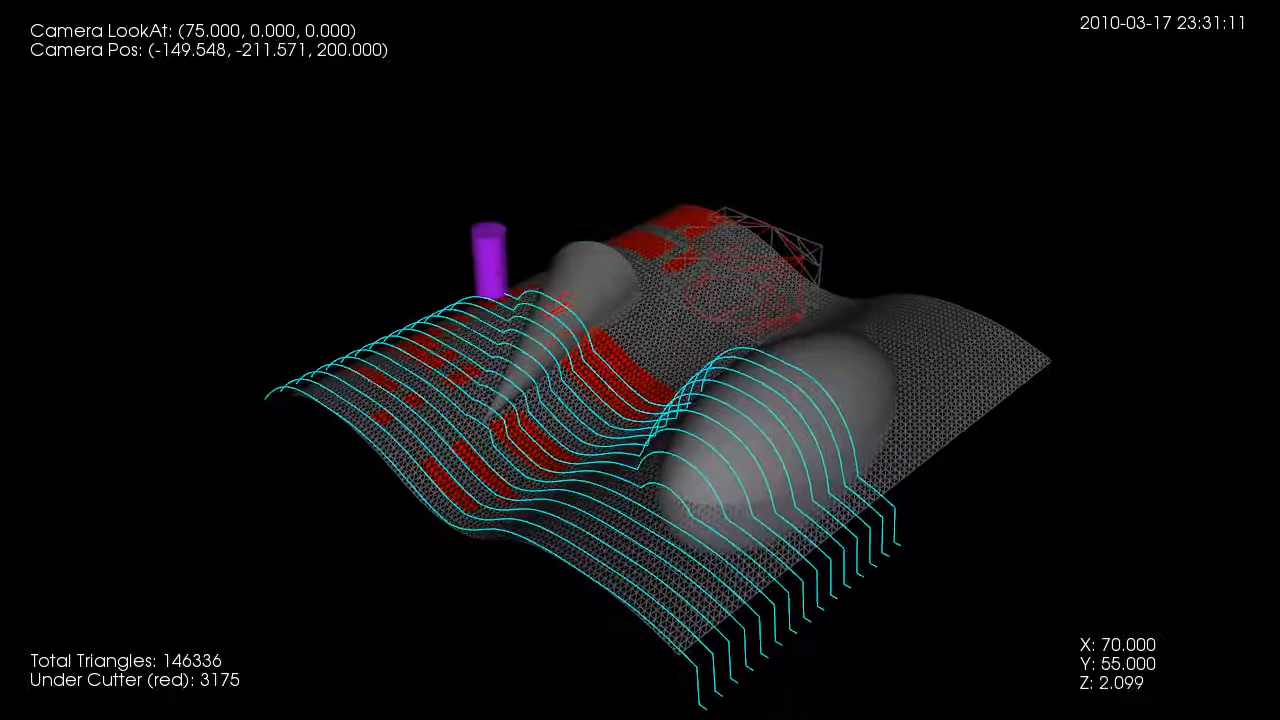 Camera LookAt: (75.000, 0.000, 0.000)
Camera Pos: (-149.548, -211.571, 200.000)
2010-03-17 23:31:11
Total Triangles: 146336
Under Cutter (red): 3175
X: 70.000
Y: 55.000
Z: 2.099